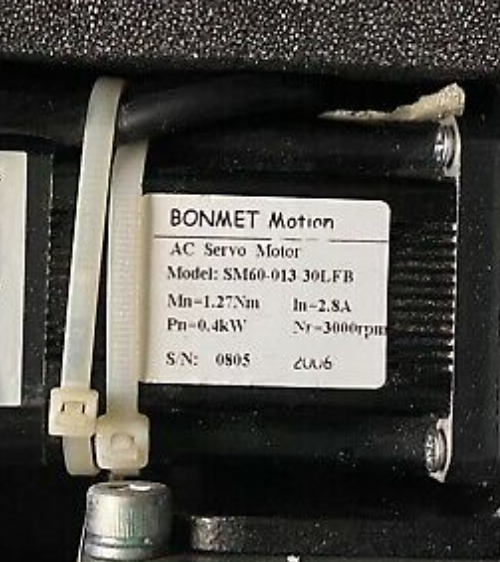 BONMET Motion
AC Servo Motor
Model: SM60-013 30LFB
Mn=1.27Nm In=2.8A
Pn=0.4kW Nr=3000rpm
S/N: 0805 2006